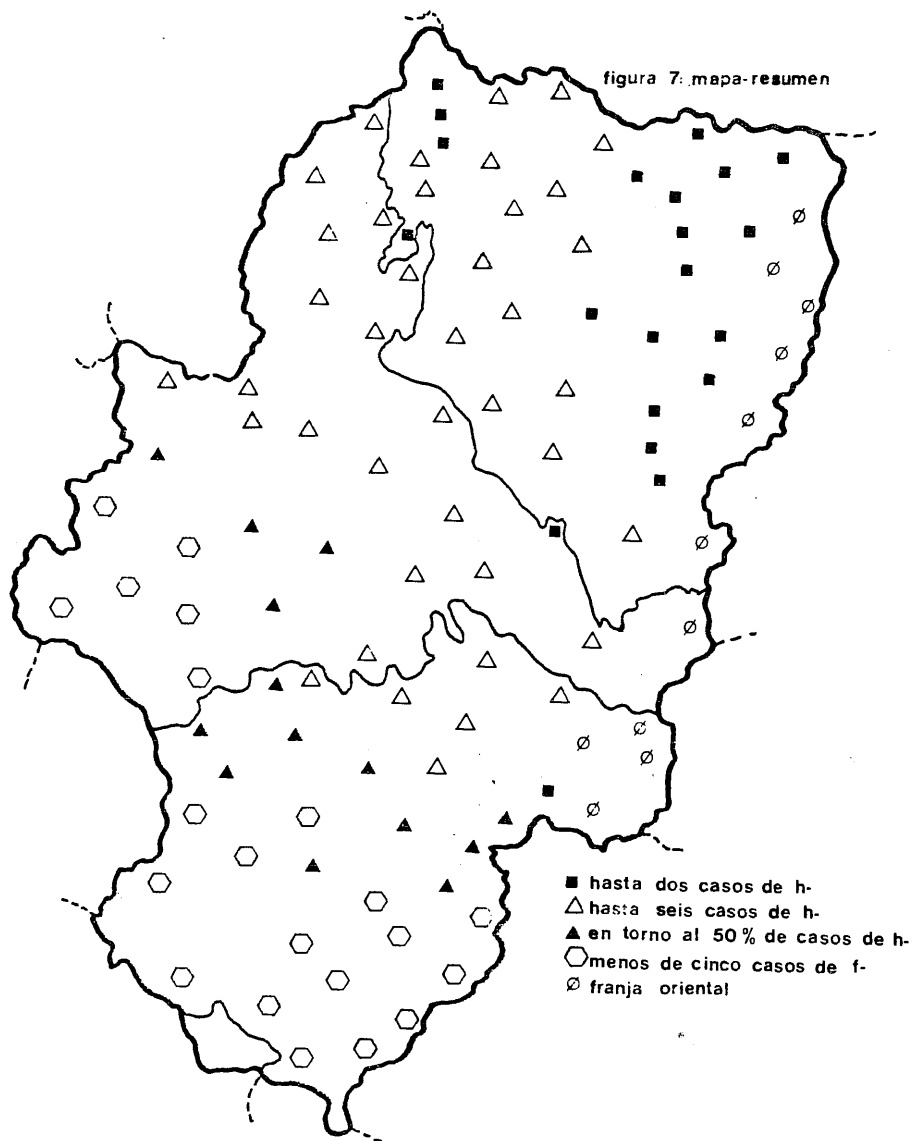 figura 7: mapa-resumen
■ hasta dos casos de h-
△ hasta seis casos de h-
▲ en torno al 50% de casos de h-
⬡ menos de cinco casos de f-
∅ franja oriental